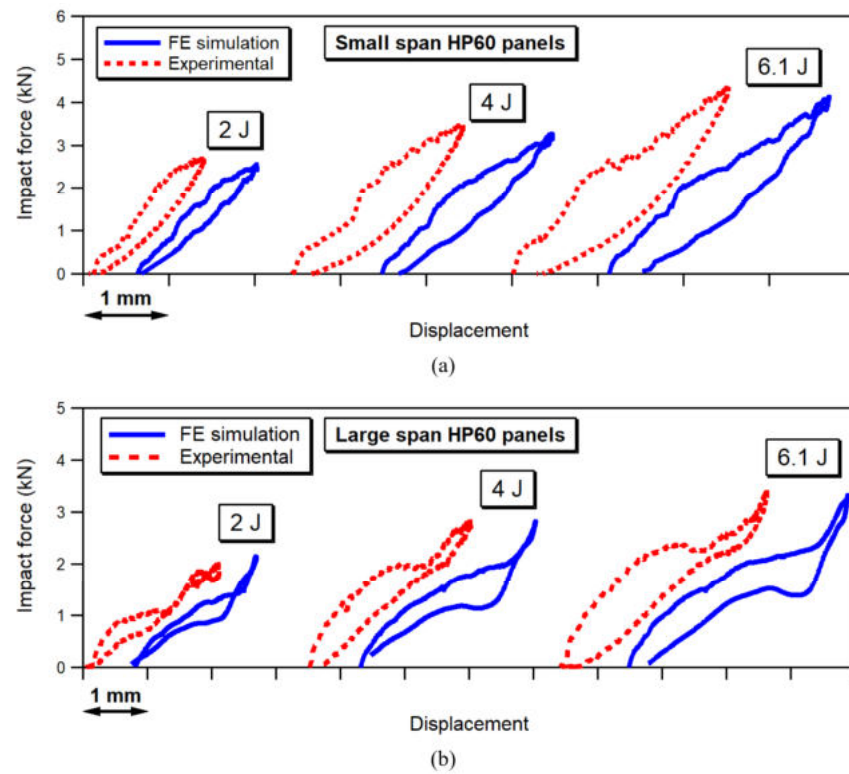 6
5
4
3
2
1
0
Impact force (kN)
FE simulation
Experimental
Small span HP60 panels
2 J
4 J
6.1 J
1 mm
Displacement
(a)
5
4
3
2
1
0
Impact force (kN)
FE simulation
Experimental
Large span HP60 panels
2 J
4 J
6.1 J
1 mm
Displacement
(b)